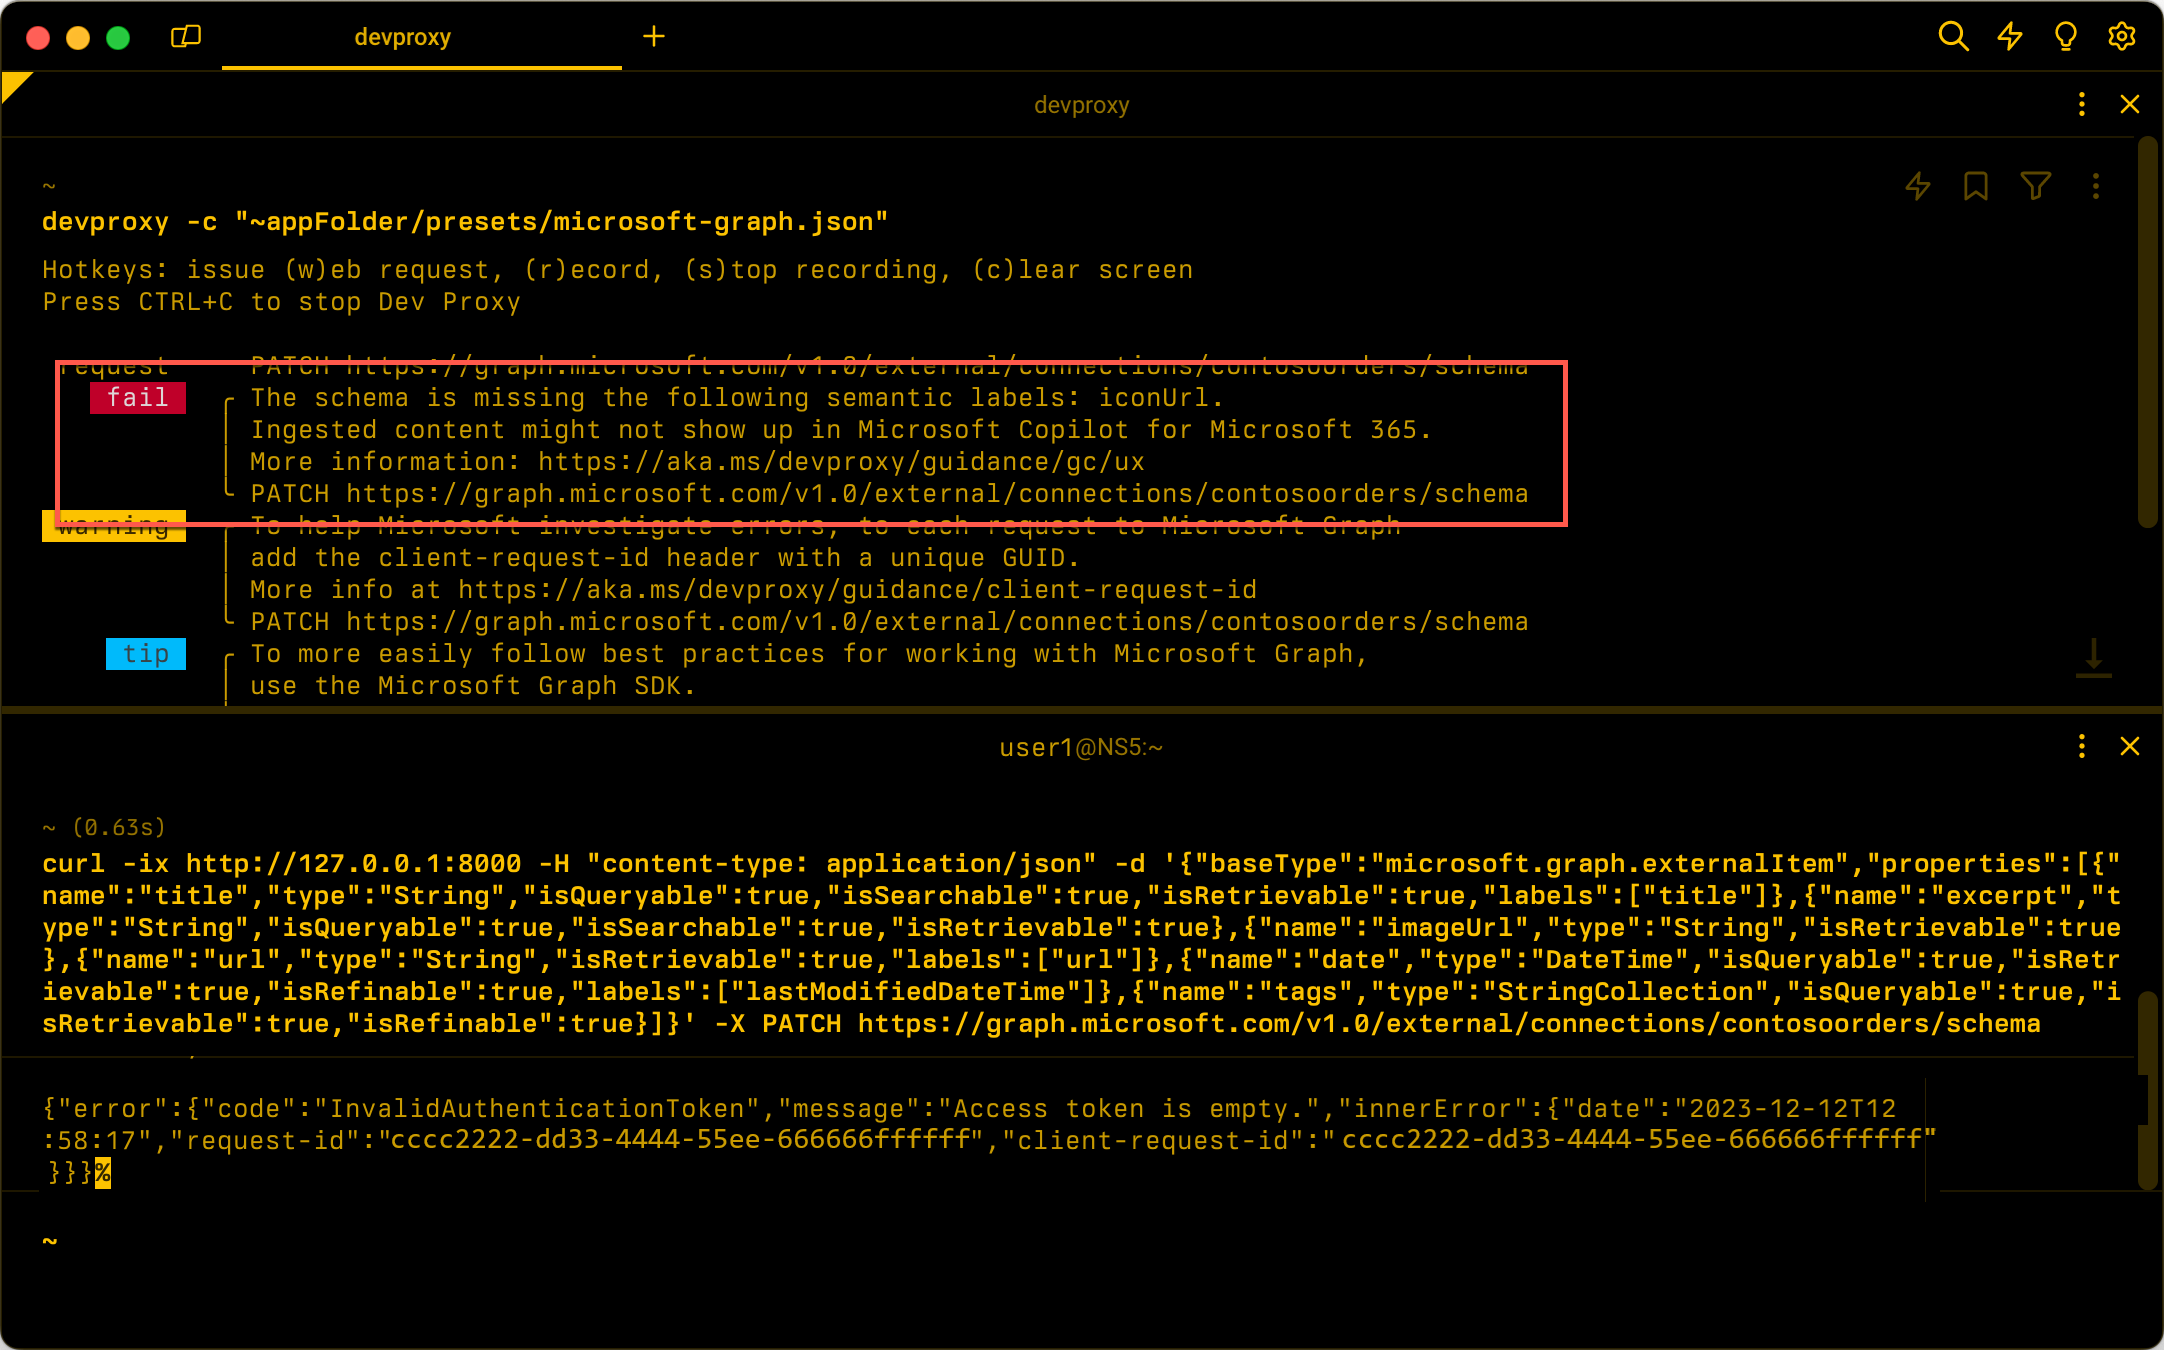 devproxy
devproxy
~
devproxy -c "~appFolder/presets/microsoft-graph.json"
Hotkeys: issue (w)eb request, (r)ecord, (s)top recording, (c)lear screen
Press CTRL+C to stop Dev Proxy
request PATCH https://graph.microsoft.com/v1.0/external/connections/contosoorders/schema
fail The schema is missing the following semantic labels: iconUrl.
Ingested content might not show up in Microsoft Copilot for Microsoft 365.
More information: https://aka.ms/devproxy/guidance/gc/ux
PATCH https://graph.microsoft.com/v1.0/external/connections/contosoorders/schema
warning To help Microsoft investigate errors, to each request to Microsoft Graph
add the client-request-id header with a unique GUID.
More info at https://aka.ms/devproxy/guidance/client-request-id
PATCH https://graph.microsoft.com/v1.0/external/connections/contosoorders/schema
tip To more easily follow best practices for working with Microsoft Graph,
use the Microsoft Graph SDK.
user1@NS5:~
~ (0.63s)
curl -ix http://127.0.0.1:8000 -H "content-type: application/json" -d '{"baseType":"microsoft.graph.externalItem","properties":[{"
name":"title","type":"String","isQueryable":true,"isSearchable":true,"isRetrievable":true,"labels":["title"]},{"name":"excerpt","t
ype":"String","isQueryable":true,"isSearchable":true,"isRetrievable":true},{"name":"imageUrl","type":"String","isRetrievable":true
},{"name":"url","type":"String","isRetrievable":true,"labels":["url"]},{"name":"date","type":"DateTime","isQueryable":true,"isRetr
ievable":true,"isRefinable":true,"labels":["lastModifiedDateTime"]},{"name":"tags","type":"StringCollection","isQueryable":true,"i
sRetrievable":true,"isRefinable":true}]}' -X PATCH https://graph.microsoft.com/v1.0/external/connections/contosoorders/schema
{"error":{"code":"InvalidAuthenticationToken","message":"Access token is empty.","innerError":{"date":"2023-12-12T12
:58:17","request-id":"cccc2222-dd33-4444-55ee-666666ffffff","client-request-id":"cccc2222-dd33-4444-55ee-666666ffffff"
}}}%
~